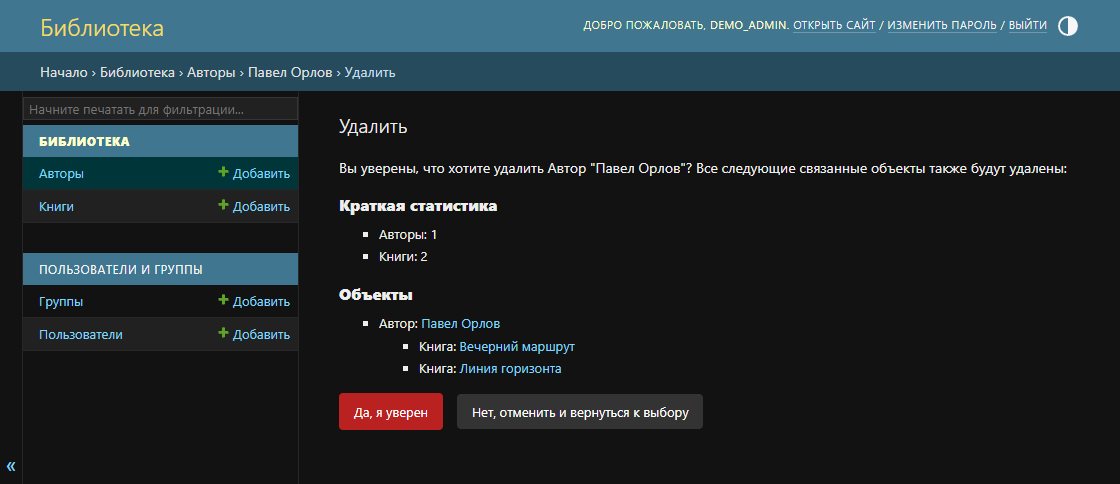 Библиотека
ДОБРО ПОЖАЛОВАТЬ, DEMO_ADMIN. ОТКРЫТЬ САЙТ / ИЗМЕНИТЬ ПАРОЛЬ / ВЫЙТИ
Начало › Библиотека › Авторы › Павел Орлов › Удалить
Начните печатать для фильтрации...
БИБЛИОТЕКА
Авторы + Добавить
Книги + Добавить
ПОЛЬЗОВАТЕЛИ И ГРУППЫ
Группы + Добавить
Пользователи + Добавить
«
Удалить
Вы уверены, что хотите удалить Автор "Павел Орлов"? Все следующие связанные объекты также будут удалены:
Краткая статистика
Авторы: 1
Книги: 2
Объекты
Автор: Павел Орлов
Книга: Вечерний маршрут
Книга: Линия горизонта
Да, я уверен
Нет, отменить и вернуться к выбору